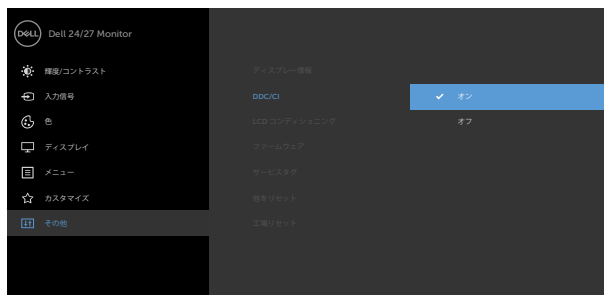 DELL
Dell 24/27 Monitor
輝度/コントラスト
入力信号
色
ディスプレイ
メニュー
カスタマイズ
その他
ディスプレー情報
DDC/CI
LCD コンディショニング
ファームウェア
サービスタグ
他をリセット
工場リセット
オン
オフ